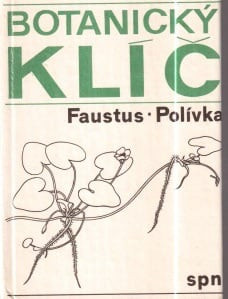 BOTANICKÝ
KLÍČ
Faustus · Polívka
spn